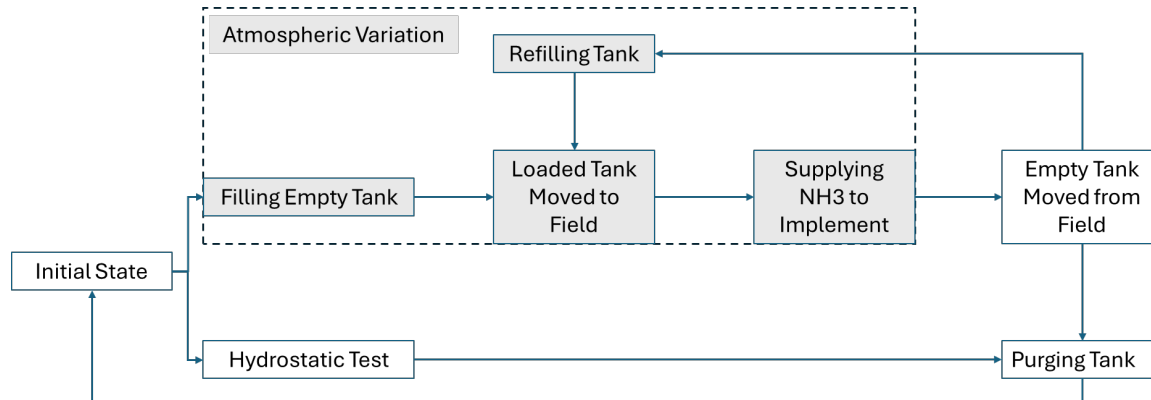 Atmospheric Variation
Refilling Tank
Filling Empty Tank
Loaded Tank
Moved to
Field
Supplying
NH3 to
Implement
Empty Tank
Moved from
Field
Initial State
Hydrostatic Test
Purging Tank